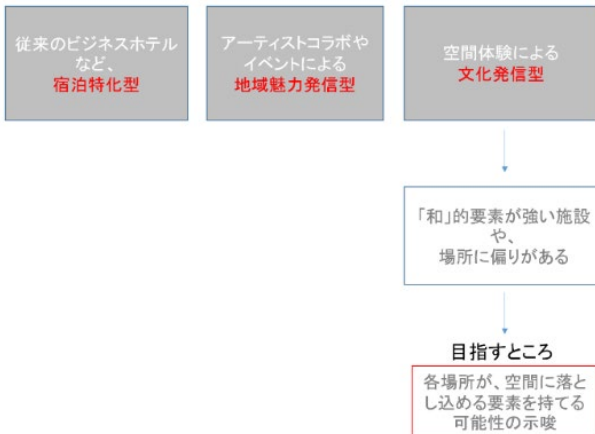 従来のビジネスホテル
など、
宿泊特化型
アーティストコラボや
イベントによる
地域魅力発信型
空間体験による
文化発信型
「和」的要素が強い施設
や、
場所に偏りがある
目指すところ
各場所が、空間に落と
し込める要素を持てる
可能性の示唆